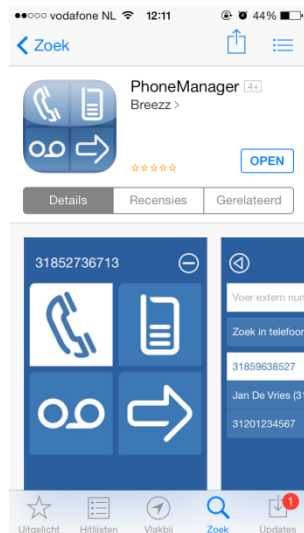 vodafone NL 12:11 44%
Zoek
PhoneManager 4+
Breezz >
OPEN
Details Recensies Gerelateerd
31852736713
Voer extern num
Zoek in telefoor
31859638527
Jan De Vries (31
31201234567
1
Uitgelicht Hitlijsten Vlakbij Zoek Updates